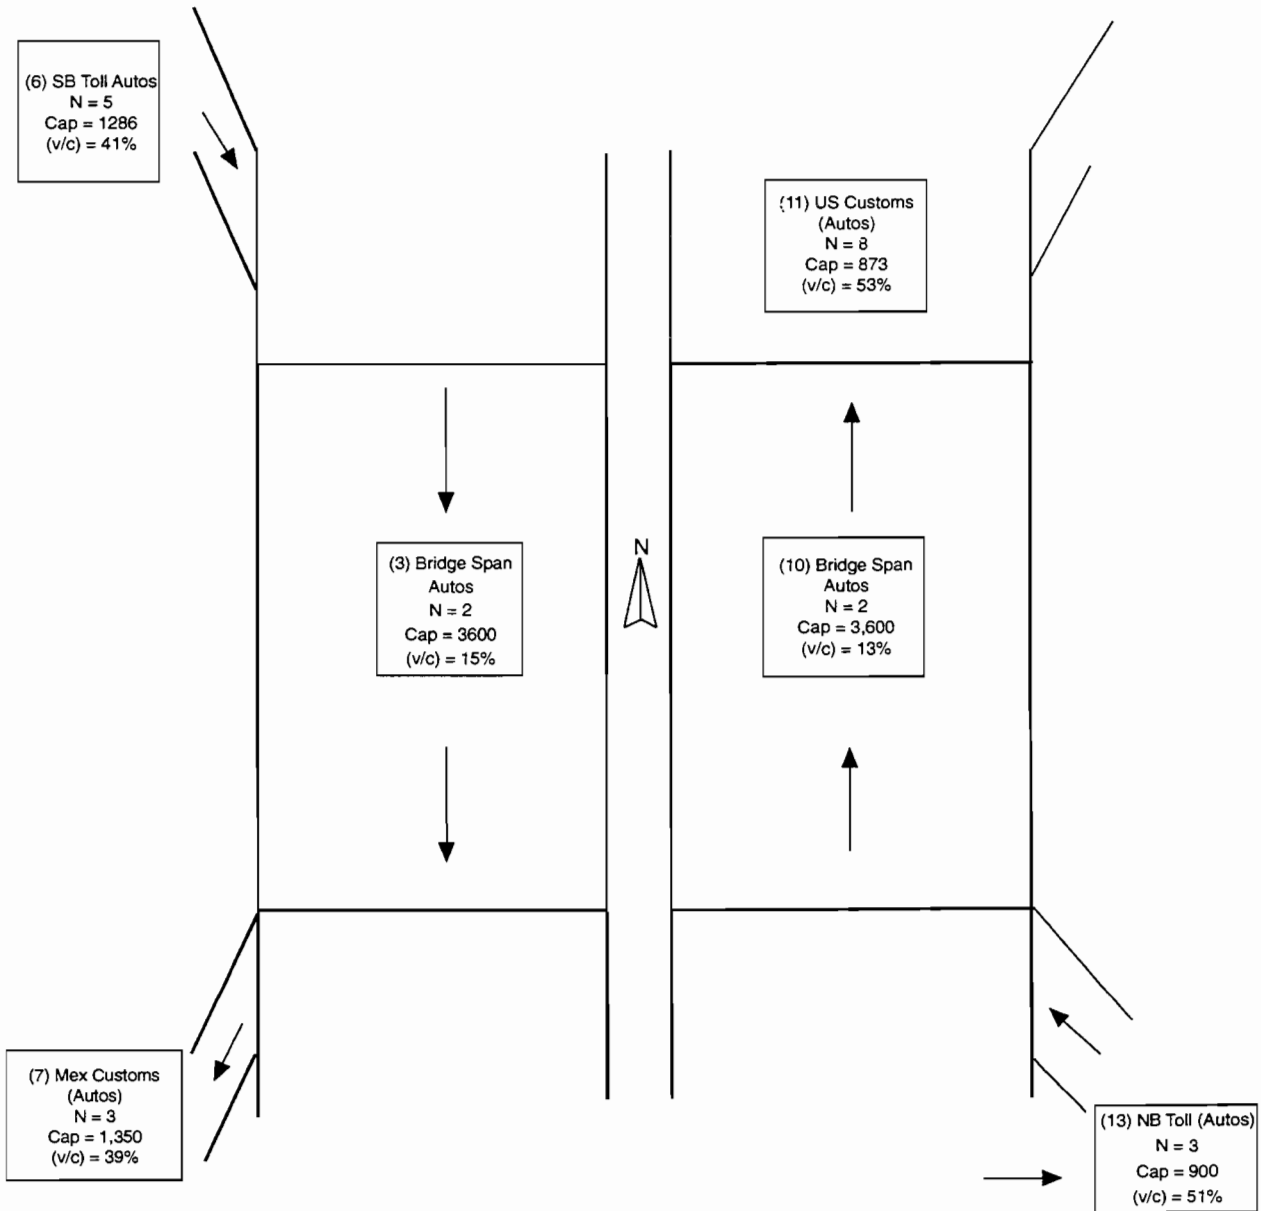 (6) SB Toll Autos
N = 5
Cap = 1286
(v/c) = 41%
(11) US Customs
(Autos)
N = 8
Cap = 873
(v/c) = 53%
(3) Bridge Span
Autos
N = 2
Cap = 3600
(v/c) = 15%
N
(10) Bridge Span
Autos
N = 2
Cap = 3,600
(v/c) = 13%
(7) Mex Customs
(Autos)
N = 3
Cap = 1,350
(v/c) = 39%
(13) NB Toll (Autos)
N = 3
Cap = 900
(v/c) = 51%